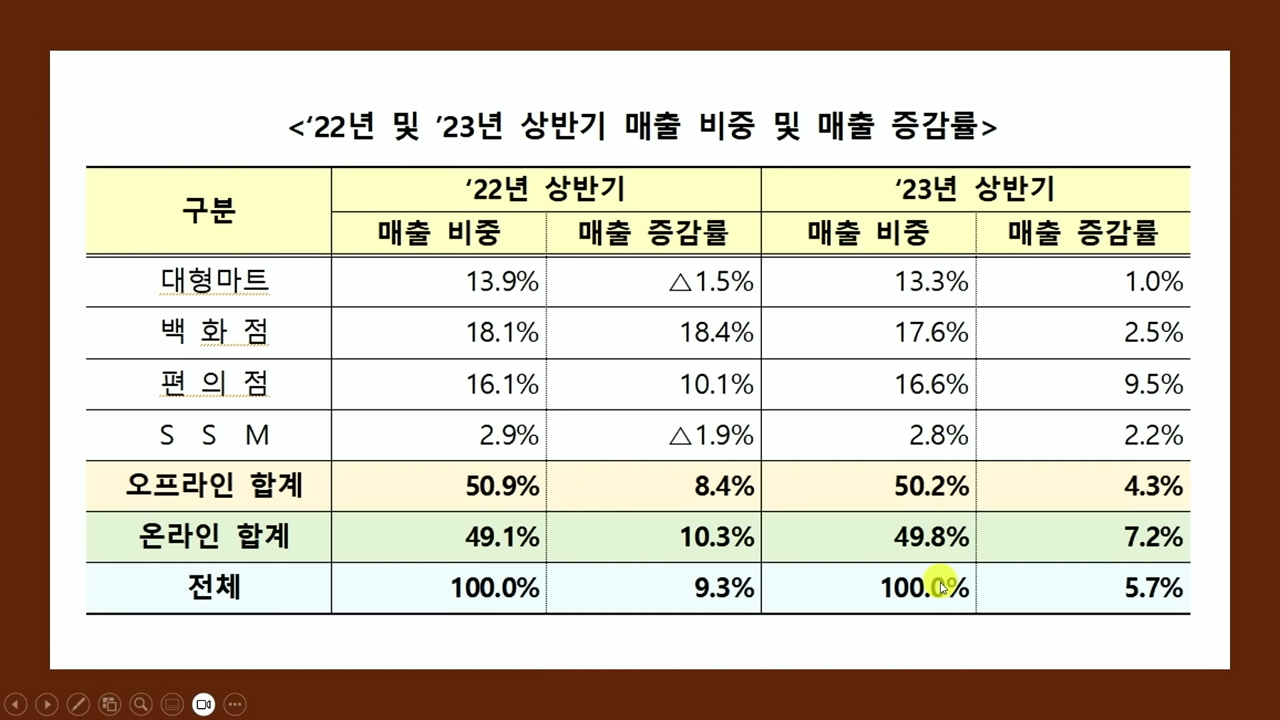 <‘22년 및 ’23년 상반기 매출 비중 및 매출 증감률>
구분 ‘22년 상반기 ‘23년 상반기
매출 비중 매출 증감률 매출 비중 매출 증감률
대형마트 13.9% △1.5% 13.3% 1.0%
백 화 점 18.1% 18.4% 17.6% 2.5%
편 의 점 16.1% 10.1% 16.6% 9.5%
S S M 2.9% △1.9% 2.8% 2.2%
오프라인 합계 50.9% 8.4% 50.2% 4.3%
온라인 합계 49.1% 10.3% 49.8% 7.2%
전체 100.0% 9.3% 100.0% 5.7%